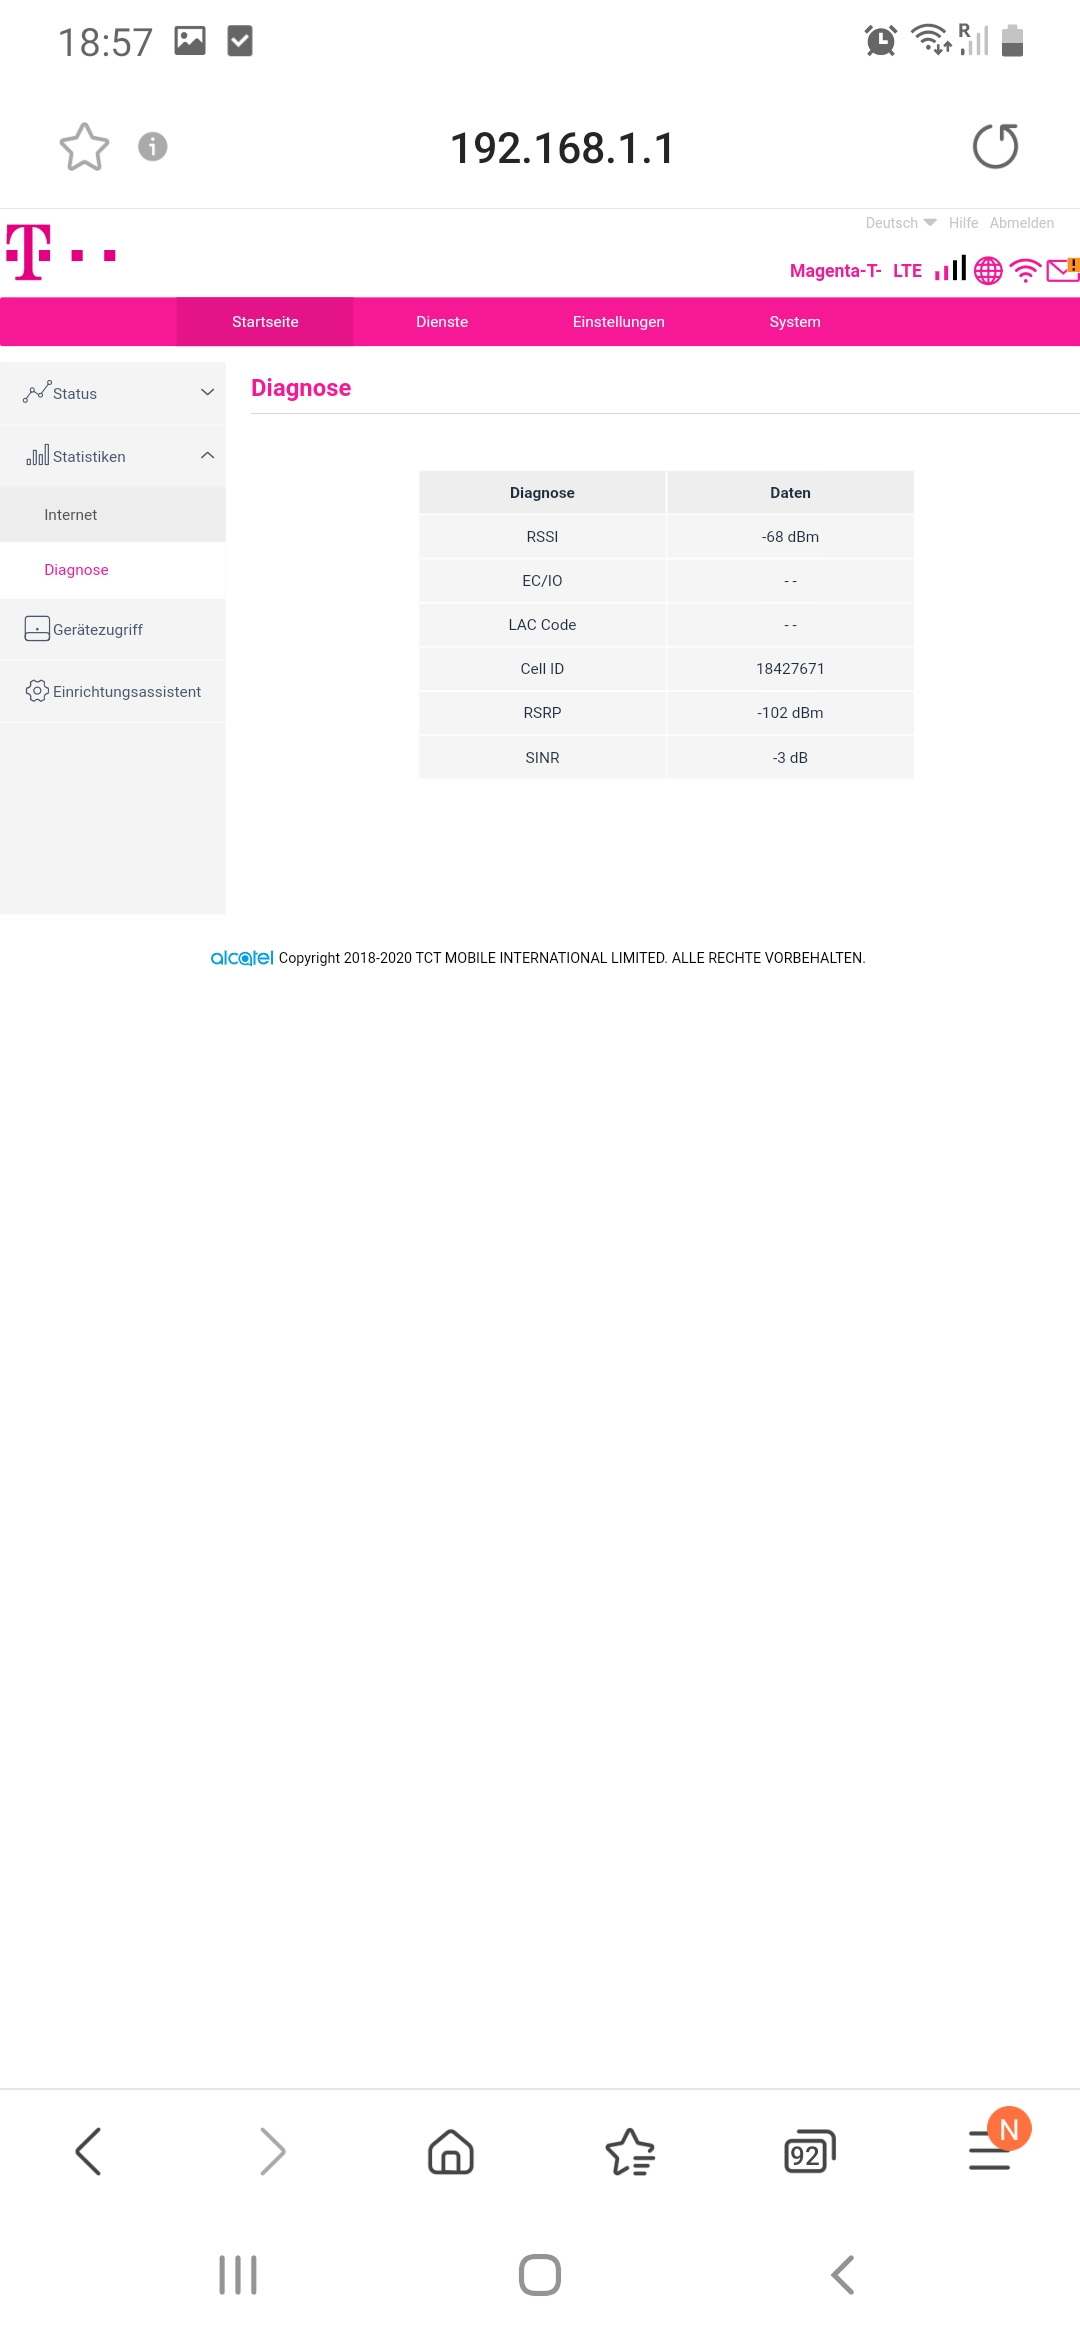 18:57
R
192.168.1.1
Deutsch Hilfe Abmelden
T
Magenta-T- LTE
Startseite Dienste Einstellungen System
Status
Diagnose
Statistiken
Internet
Diagnose
Gerätezugriff
Einrichtungsassistent
Diagnose Daten
RSSI -68 dBm
EC/IO - -
LAC Code - -
Cell ID 18427671
RSRP -102 dBm
SINR -3 dB
alcatel Copyright 2018-2020 TCT MOBILE INTERNATIONAL LIMITED. ALLE RECHTE VORBEHALTEN.
92
N